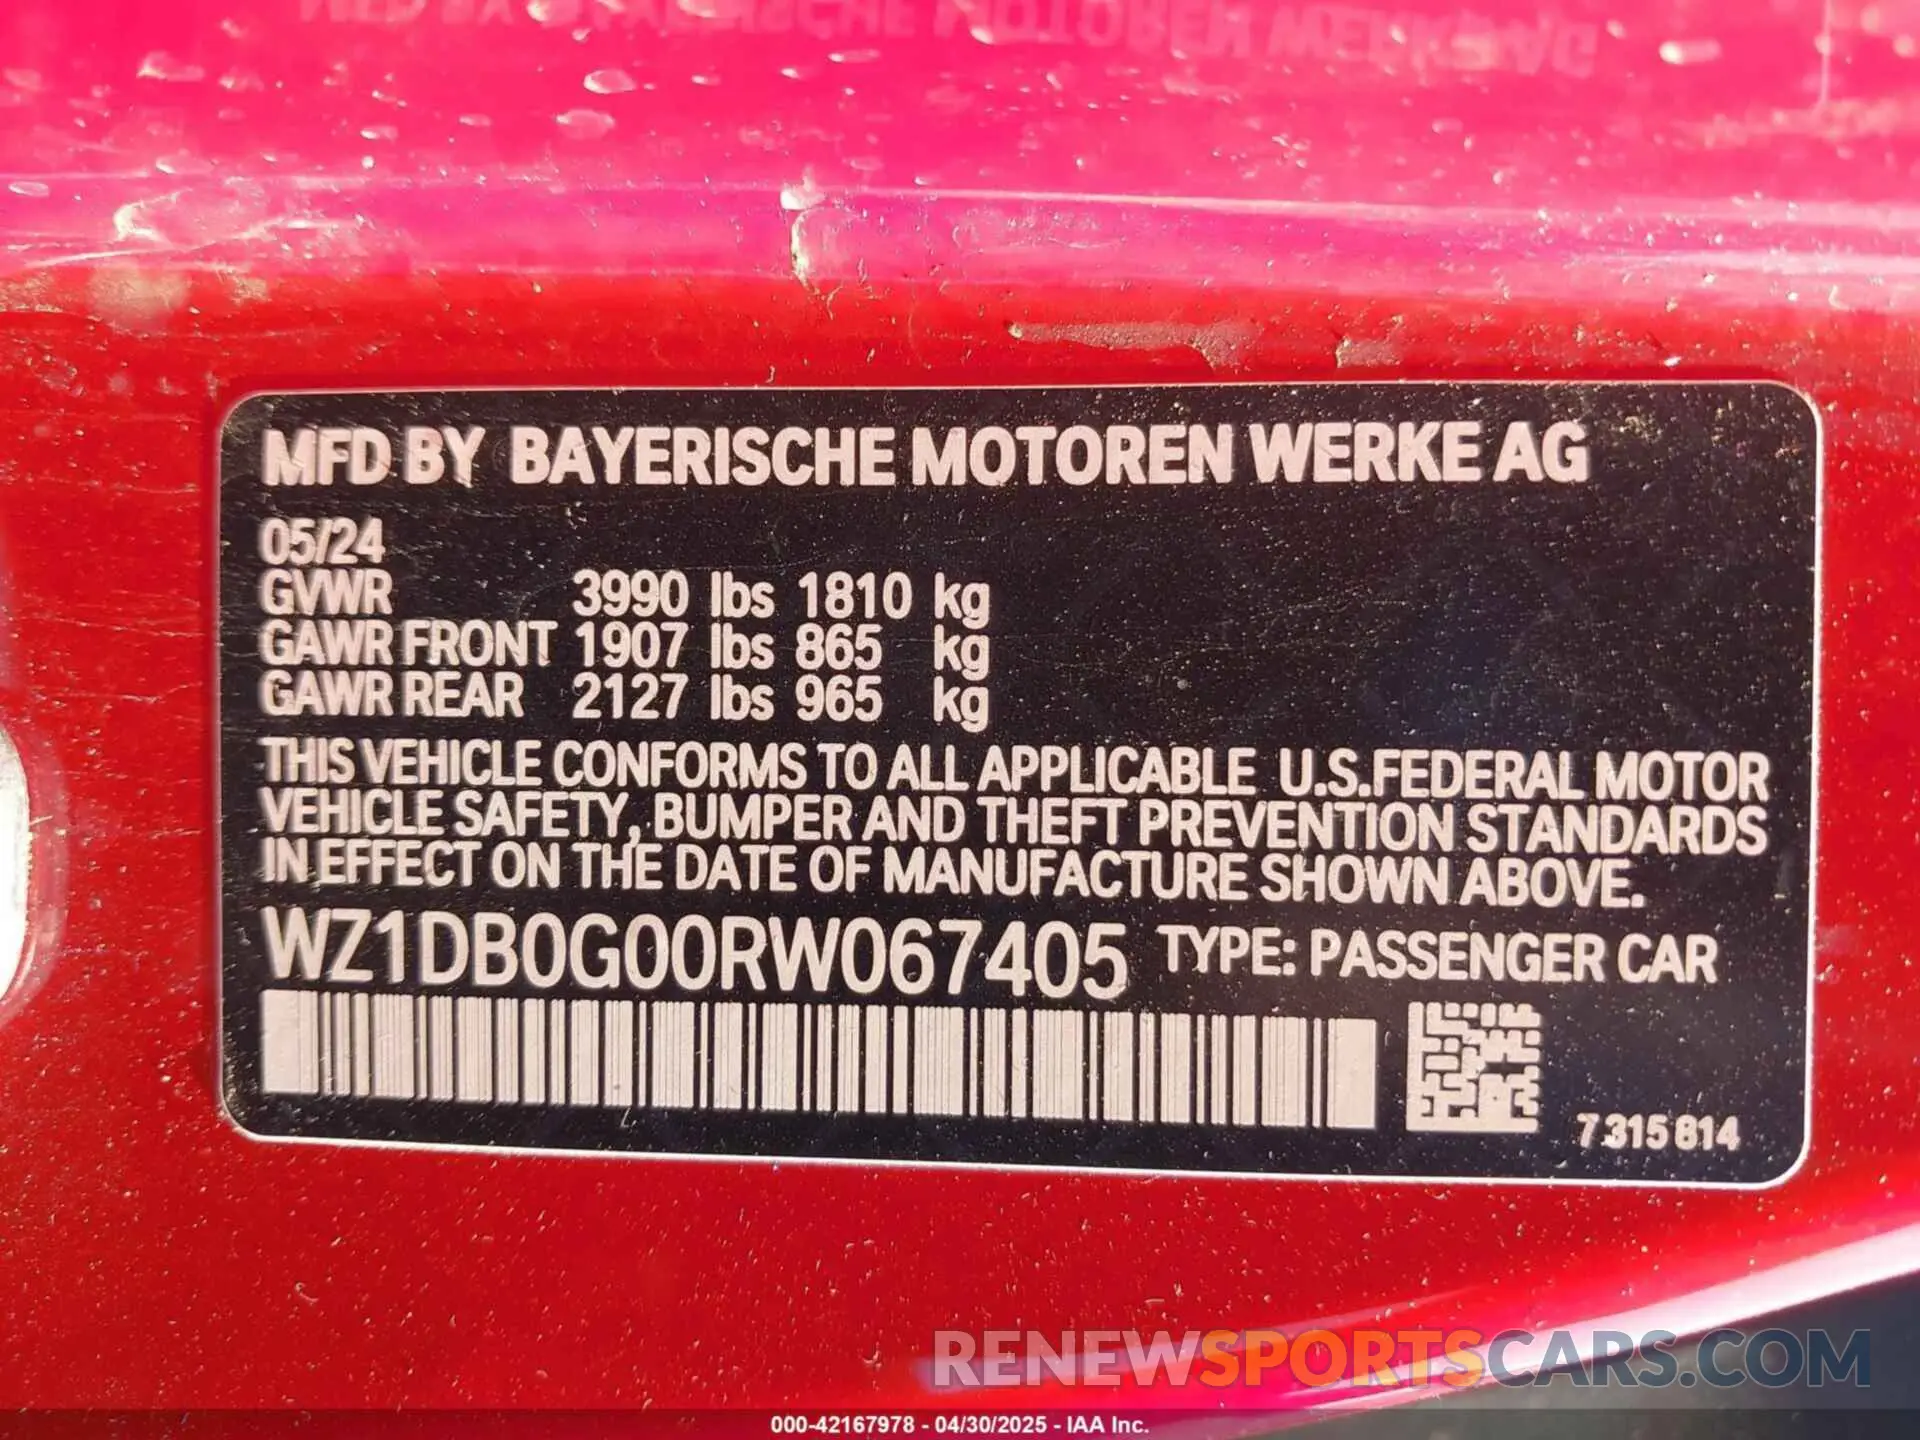 MFD BY BAYERISCHE MOTOREN WERKE AG
05/24
GVWR 3990 lbs 1810 kg
GAWR FRONT 1907 lbs 865 kg
GAWR REAR 2127 lbs 965 kg
THIS VEHICLE CONFORMS TO ALL APPLICABLE U.S.FEDERAL MOTOR
VEHICLE SAFETY, BUMPER AND THEFT PREVENTION STANDARDS
IN EFFECT ON THE DATE OF MANUFACTURE SHOWN ABOVE.
WZ1DB0G00RW067405 TYPE: PASSENGER CAR
7 315 814
RENEWSPORTSCARS.COM
000-42167978 - 04/30/2025 - IAA Inc.